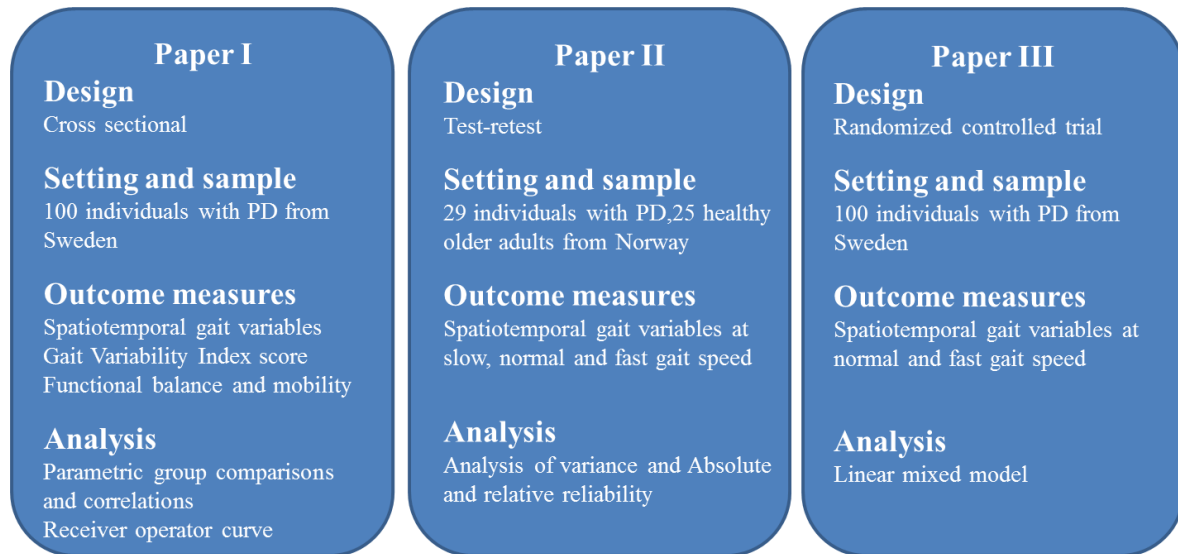 Paper I
Design
Cross sectional
Setting and sample
100 individuals with PD from
Sweden
Outcome measures
Spatiotemporal gait variables
Gait Variability Index score
Functional balance and mobility
Analysis
Parametric group comparisons
and correlations
Receiver operator curve
Paper II
Design
Test-retest
Setting and sample
29 individuals with PD,25 healthy
older adults from Norway
Outcome measures
Spatiotemporal gait variables at
slow, normal and fast gait speed
Analysis
Analysis of variance and Absolute
and relative reliability
Paper III
Design
Randomized controlled trial
Setting and sample
100 individuals with PD from
Sweden
Outcome measures
Spatiotemporal gait variables at
normal and fast gait speed
Analysis
Linear mixed model